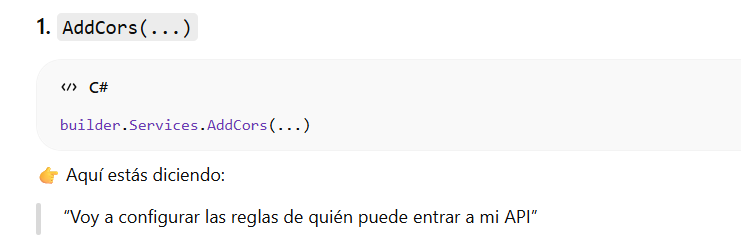 1. AddCors(...)
</> C#
builder.Services.AddCors(...)
👉 Aquí estás diciendo:
“Voy a configurar las reglas de quién puede entrar a mi API”